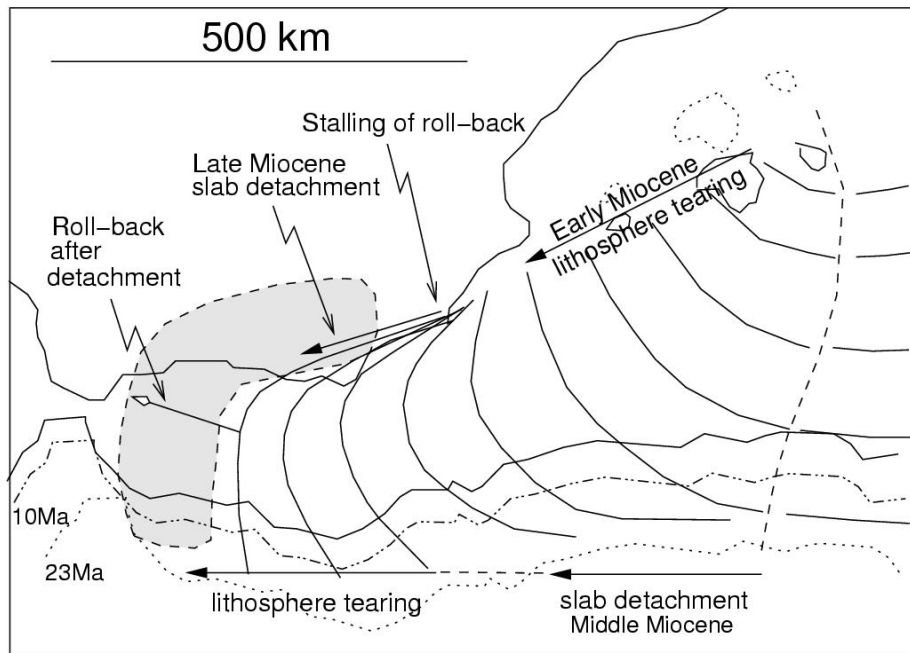 500 km
Stalling of roll−back
Late Miocene
slab detachment
Roll−back
after
detachment
Early Miocene
lithosphere tearing
10Ma
23Ma
lithosphere tearing
slab detachment
Middle Miocene